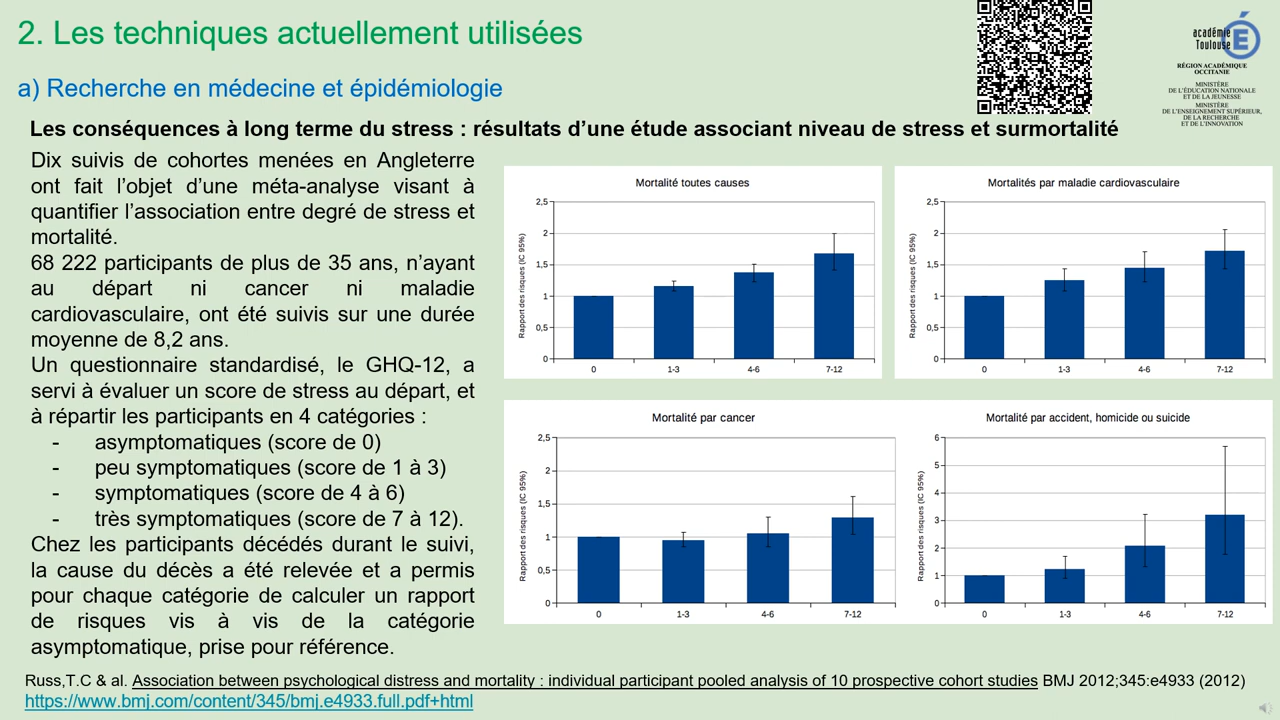 2. Les techniques actuellement utilisées
académie
Toulouse
RÉGION ACADÉMIQUE
OCCITANIE
MINISTÈRE
DE L'ÉDUCATION NATIONALE
ET DE LA JEUNESSE
MINISTÈRE
DE L'ENSEIGNEMENT SUPÉRIEUR,
DE LA RECHERCHE
ET DE L'INNOVATION
a) Recherche en médecine et épidémiologie
Les conséquences à long terme du stress : résultats d’une étude associant niveau de stress et surmortalité
Dix suivis de cohortes menées en Angleterre
ont fait l’objet d’une méta-analyse visant à
quantifier l’association entre degré de stress et
mortalité.
68 222 participants de plus de 35 ans, n’ayant
au départ ni cancer ni maladie
cardiovasculaire, ont été suivis sur une durée
moyenne de 8,2 ans.
Un questionnaire standardisé, le GHQ-12, a
servi à évaluer un score de stress au départ, et
à répartir les participants en 4 catégories :
- asymptomatiques (score de 0)
- peu symptomatiques (score de 1 à 3)
- symptomatiques (score de 4 à 6)
- très symptomatiques (score de 7 à 12).
Chez les participants décédés durant le suivi,
la cause du décès a été relevée et a permis
pour chaque catégorie de calculer un rapport
de risques vis à vis de la catégorie
asymptomatique, prise pour référence.
Mortalité toutes causes
Rapport des risques (IC 95%)
2,5
2
1,5
1
0,5
0
0 1-3 4-6 7-12
Mortalités par maladie cardiovasculaire
Rapport des risques (IC 95%)
2,5
2
1,5
1
0,5
0
0 1-3 4-6 7-12
Mortalité par cancer
Rapport des risques (IC 95%)
2,5
2
1,5
1
0,5
0
0 1-3 4-6 7-12
Mortalité par accident, homicide ou suicide
Rapport des risques (IC 95%)
6
5
4
3
2
1
0
0 1-3 4-6 7-12
Russ,T.C & al. Association between psychological distress and mortality : individual participant pooled analysis of 10 prospective cohort studies BMJ 2012;345:e4933 (2012)
https://www.bmj.com/content/345/bmj.e4933.full.pdf+html